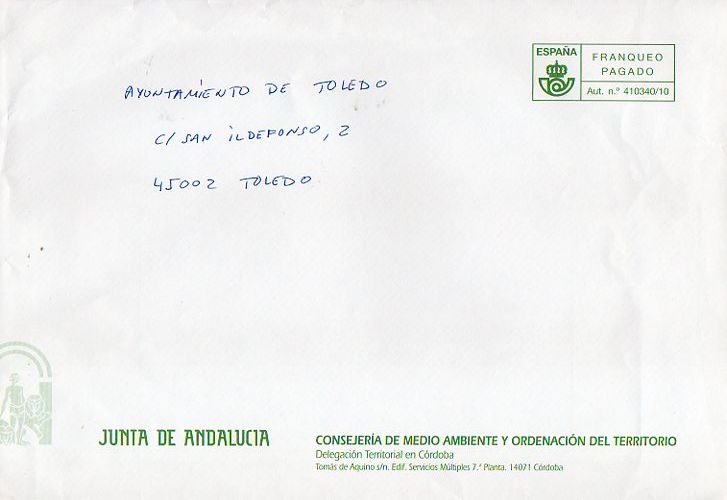 AYUNTAMIENTO DE TOLEDO
C/ SAN ILDEFONSO, 2
45002 TOLEDO
ESPAÑA
FRANQUEO
PAGADO
Aut. n.º 410340/10
JUNTA DE ANDALUCIA
CONSEJERÍA DE MEDIO AMBIENTE Y ORDENACIÓN DEL TERRITORIO
Delegación Territorial en Córdoba
Tomás de Aquino s/n. Edif. Servicios Múltiples 7.ª Planta. 14071 Córdoba